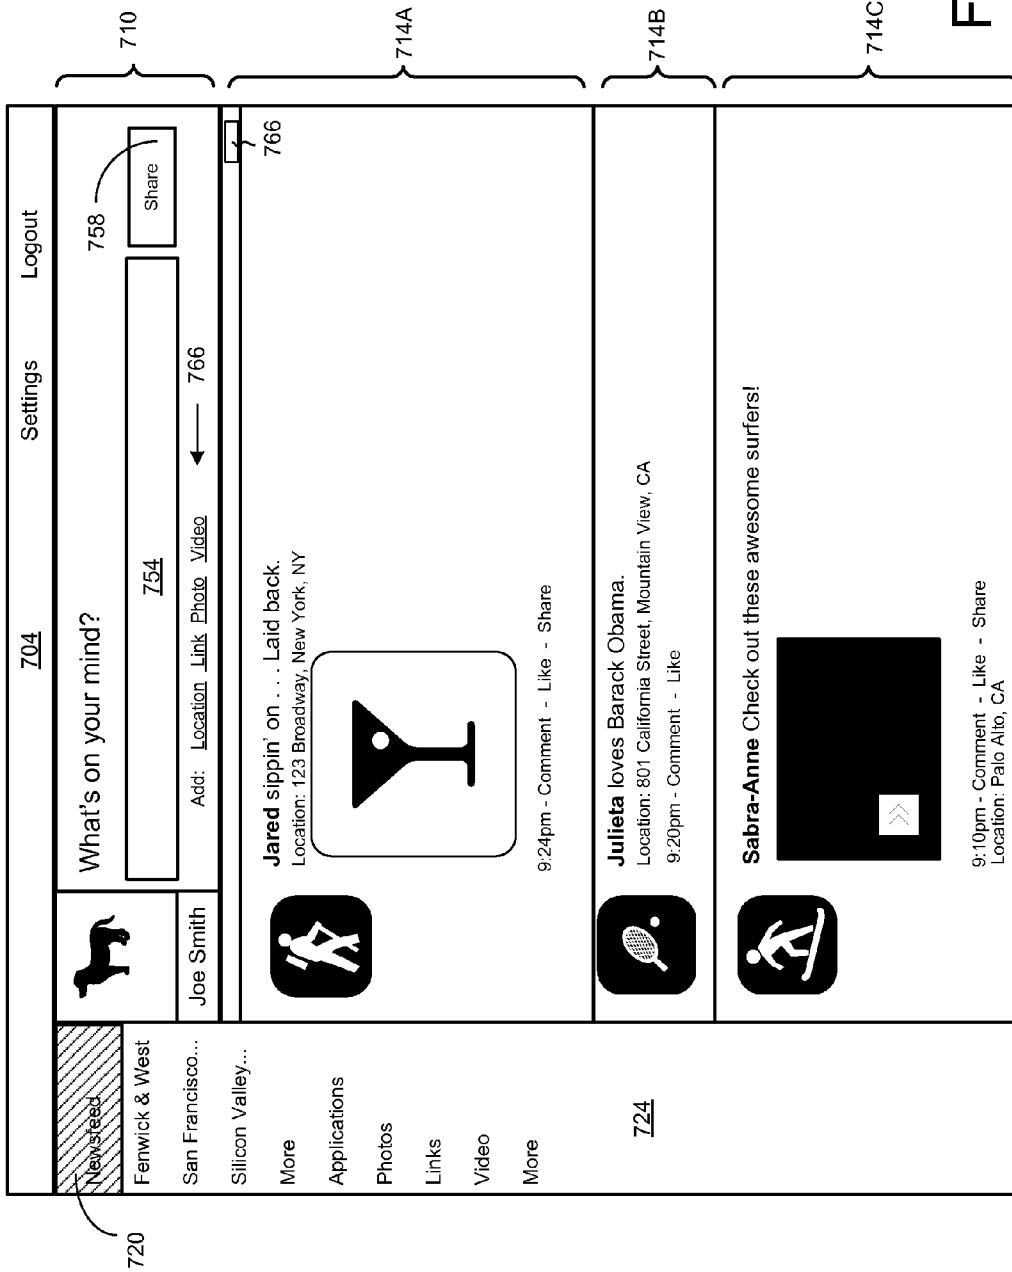 704
Settings
Logout
720
Newsfeed
Fenwick & West
San Francisco...
Silicon Valley...
More
Applications
Photos
Links
Video
More
724
Joe Smith
What's on your mind?
754
758
Share
Add: Location Link Photo Video
766
710
766
Jared sippin' on . . . Laid back.
Location: 123 Broadway, New York, NY
9:24pm - Comment - Like - Share
714A
Julieta loves Barack Obama.
Location: 801 California Street, Mountain View, CA
9:20pm - Comment - Like
714B
Sabra-Anne Check out these awesome surfers!
9:10pm - Comment - Like - Share
Location: Palo Alto, CA
714C
F